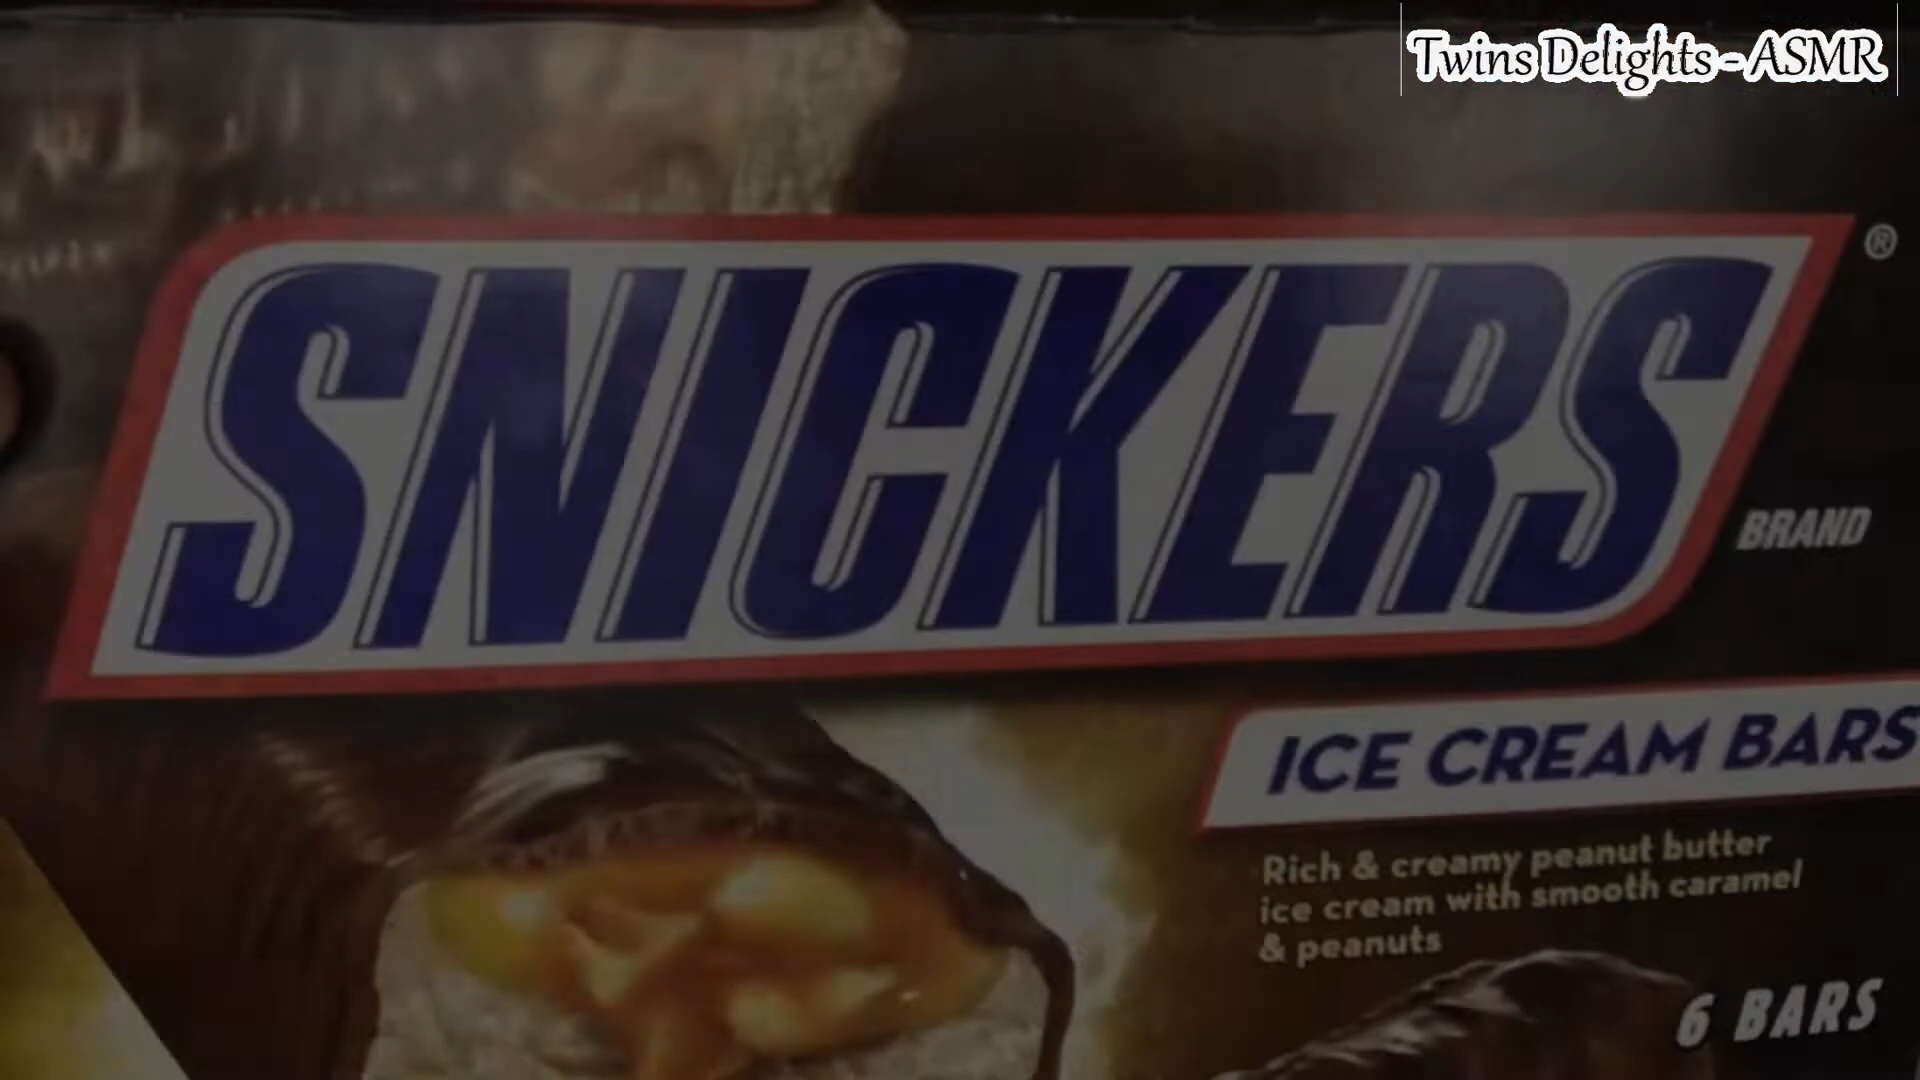 Twins Delights - ASMR
SNICKERS®
BRAND
ICE CREAM BARS
Rich & creamy peanut butter
ice cream with smooth caramel
& peanuts
6 BARS